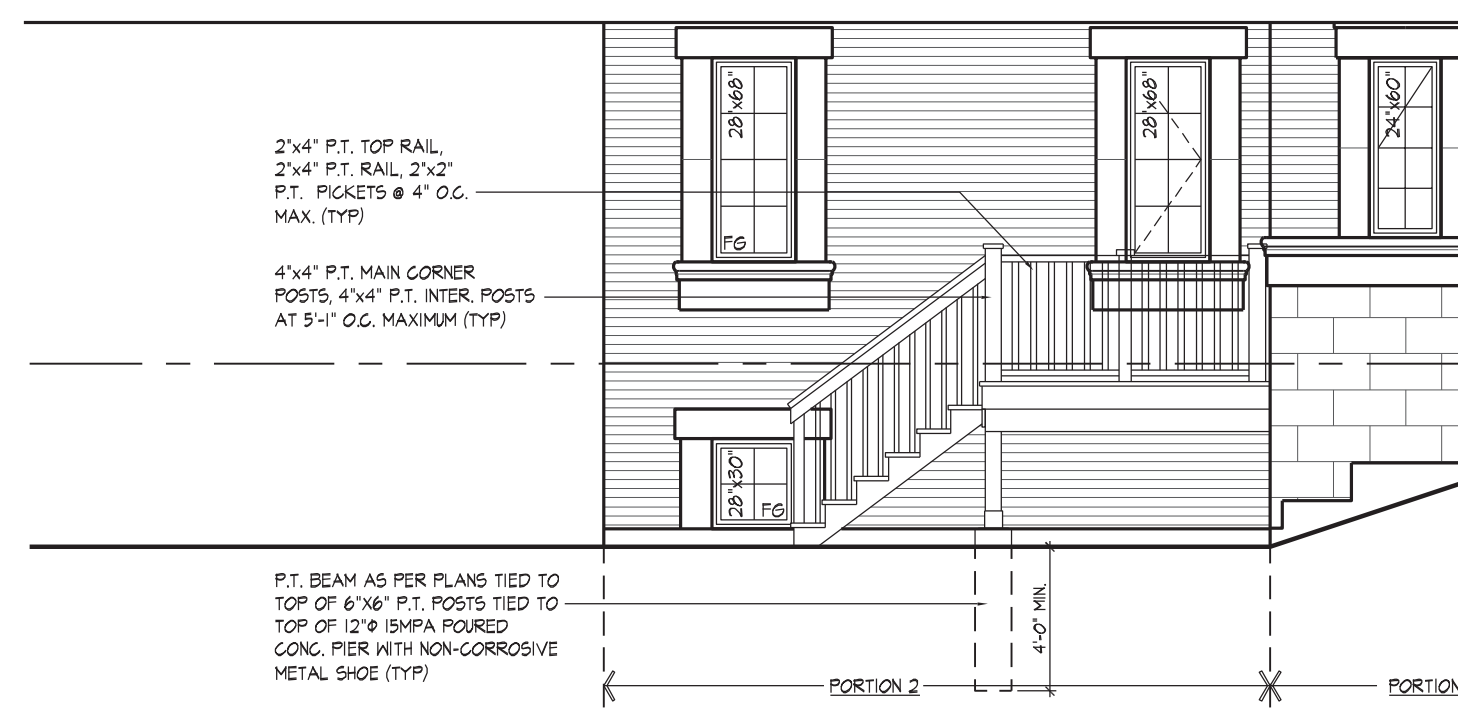 28"x68"
28"x68"
24"x60"
2"x4" P.T. TOP RAIL,
2"x4" P.T. RAIL, 2"x2"
P.T. PICKETS @ 4" O.C.
MAX. (TYP)
FG
4"x4" P.T. MAIN CORNER
POSTS, 4"x4" P.T. INTER. POSTS
AT 5'-1" O.C. MAXIMUM (TYP)
28"x30"
FG
P.T. BEAM AS PER PLANS TIED TO
TOP OF 6"X6" P.T. POSTS TIED TO
TOP OF 12"Φ 15MPA POURED
CONC. PIER WITH NON-CORROSIVE
METAL SHOE (TYP)
4'-0" MIN.
PORTION 2
PORTION